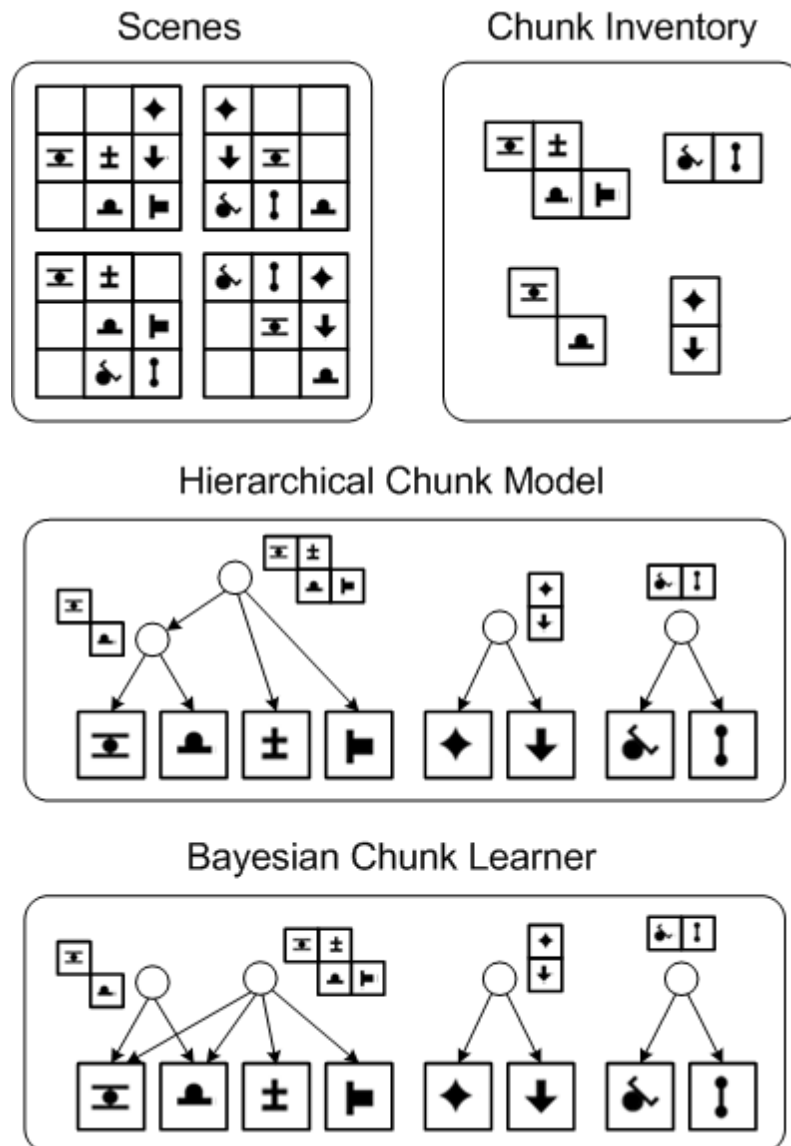 Scenes
Chunk Inventory
Hierarchical Chunk Model
Bayesian Chunk Learner